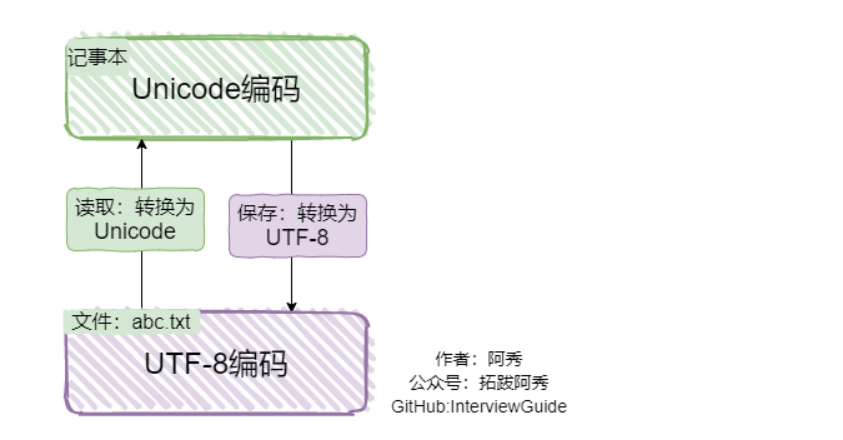 记事本
Unicode编码
读取：转换为
Unicode
保存：转换为
UTF-8
文件：abc.txt
UTF-8编码
作者：阿秀
公众号：拓跋阿秀
GitHub:InterviewGuide